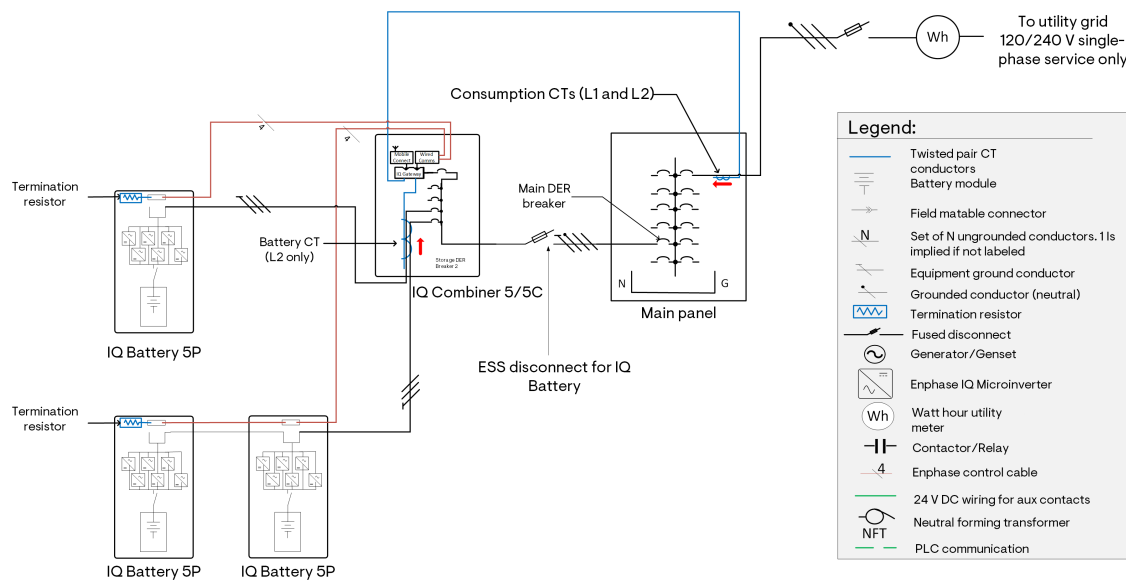 To utility grid
120/240 V single-
phase service only
Wh
Consumption CTs (L1 and L2)
4
4
Mobile
Connect
Wired
Comms
IQ Gateway
Termination
resistor
Main DER
breaker
Battery CT
(L2 only)
Storage DER
Breaker 2
IQ Combiner 5/5C
N
G
Main panel
IQ Battery 5P
ESS disconnect for IQ
Battery
Termination
resistor
IQ Battery 5P
IQ Battery 5P
Legend:
Twisted pair CT
conductors
Battery module
Field matable connector
N
Set of N ungrounded conductors. 1 Is
implied if not labeled
Equipment ground conductor
Grounded conductor (neutral)
Termination resistor
Fused disconnect
Generator/Genset
Enphase IQ Microinverter
Wh
Watt hour utility
meter
Contactor/Relay
4
Enphase control cable
24 V DC wiring for aux contacts
NFT
Neutral forming transformer
PLC communication